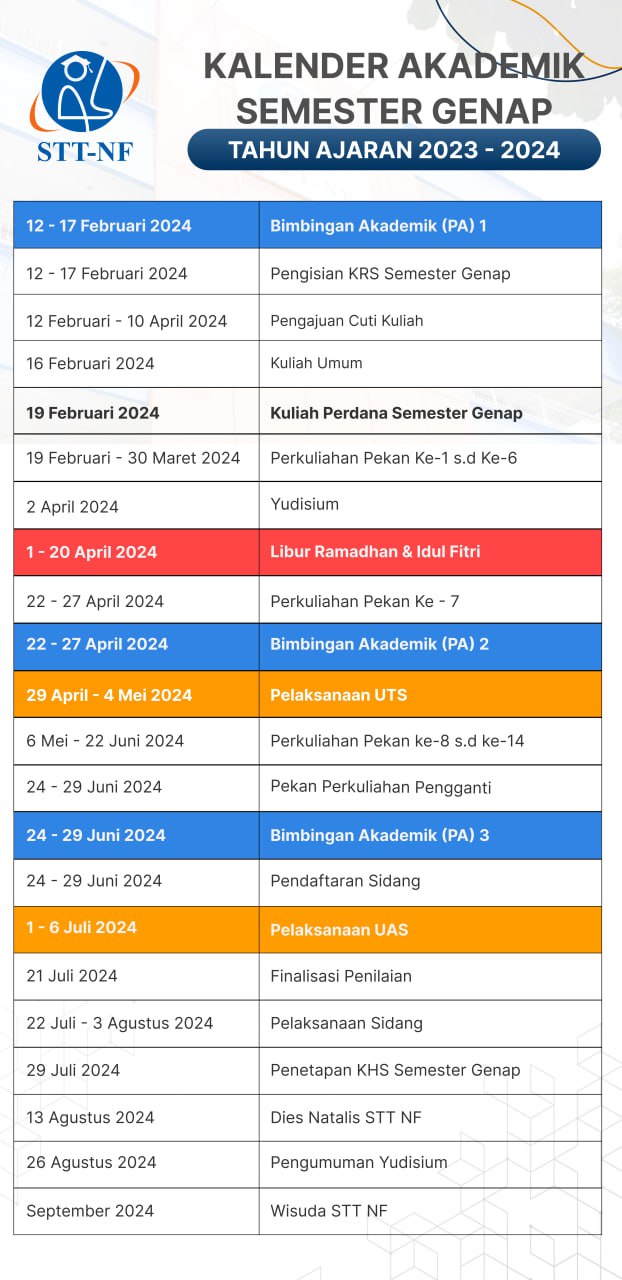 STT-NF
KALENDER AKADEMIK
SEMESTER GENAP
TAHUN AJARAN 2023 - 2024
12 - 17 Februari 2024 Bimbingan Akademik (PA) 1
12 - 17 Februari 2024 Pengisian KRS Semester Genap
12 Februari - 10 April 2024 Pengajuan Cuti Kuliah
16 Februari 2024 Kuliah Umum
19 Februari 2024 Kuliah Perdana Semester Genap
19 Februari - 30 Maret 2024 Perkuliahan Pekan Ke-1 s.d Ke-6
2 April 2024 Yudisium
1 - 20 April 2024 Libur Ramadhan & Idul Fitri
22 - 27 April 2024 Perkuliahan Pekan Ke - 7
22 - 27 April 2024 Bimbingan Akademik (PA) 2
29 April - 4 Mei 2024 Pelaksanaan UTS
6 Mei - 22 Juni 2024 Perkuliahan Pekan ke-8 s.d ke-14
24 - 29 Juni 2024 Pekan Perkuliahan Pengganti
24 - 29 Juni 2024 Bimbingan Akademik (PA) 3
24 - 29 Juni 2024 Pendaftaran Sidang
1 - 6 Juli 2024 Pelaksanaan UAS
21 Juli 2024 Finalisasi Penilaian
22 Juli - 3 Agustus 2024 Pelaksanaan Sidang
29 Juli 2024 Penetapan KHS Semester Genap
13 Agustus 2024 Dies Natalis STT NF
26 Agustus 2024 Pengumuman Yudisium
September 2024 Wisuda STT NF